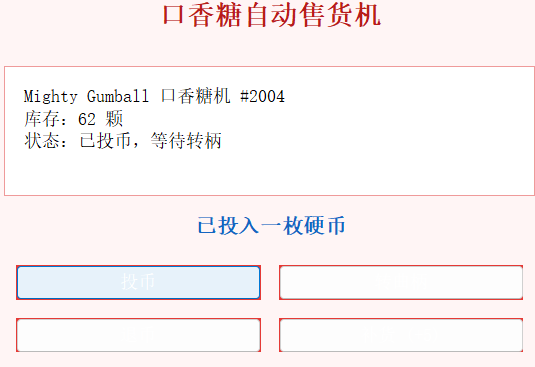 口香糖自动售货机
Mighty Gumball 口香糖机 #2004
库存: 62 颗
状态: 已投币, 等待转柄
已投入一枚硬币
投币